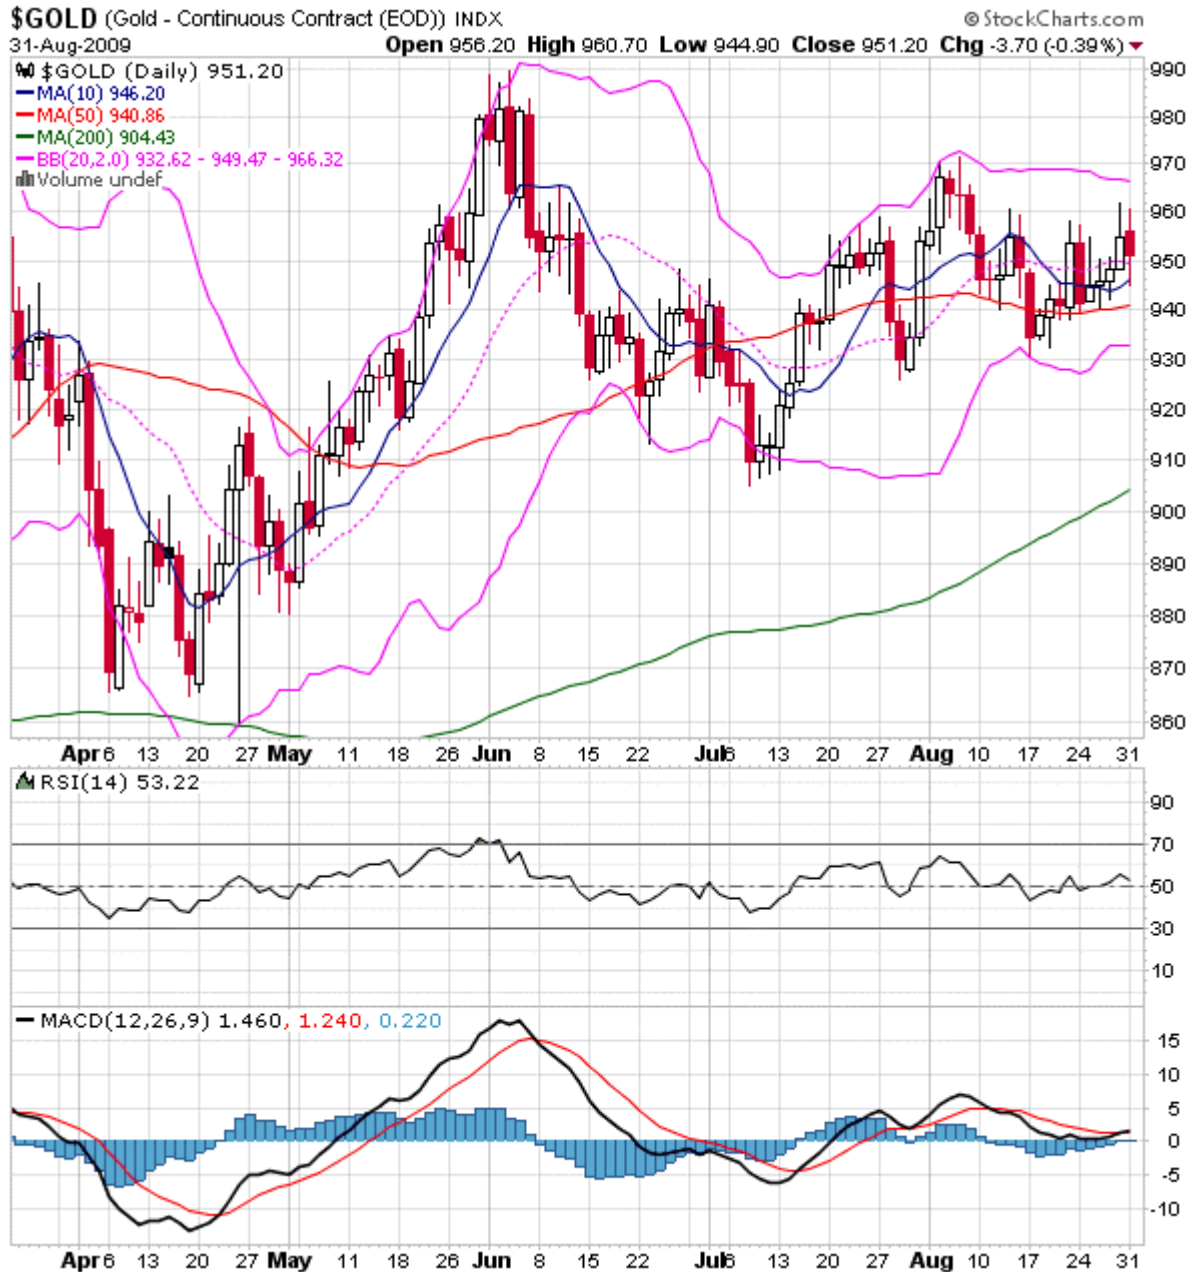 $GOLD (Gold - Continuous Contract (EOD)) INDX © StockCharts.com
31-Aug-2009 Open 956.20 High 960.70 Low 944.90 Close 951.20 Chg -3.70 (-0.39%)
$GOLD (Daily) 951.20
MA(10) 946.20
MA(50) 940.86
MA(200) 904.43
BB(20,2.0) 932.62 - 949.47 - 966.32
Volume undef
990
980
970
960
950
940
930
920
910
900
890
880
870
860
Apr 6 13 20 27 May 11 18 26 Jun 8 15 22 Jul 6 13 20 27 Aug 10 17 24 31
RSI(14) 53.22
90
70
50
30
10
MACD(12,26,9) 1.460, 1.240, 0.220
15
10
5
0
-5
-10
Apr 6 13 20 27 May 11 18 26 Jun 8 15 22 Jul 6 13 20 27 Aug 10 17 24 31